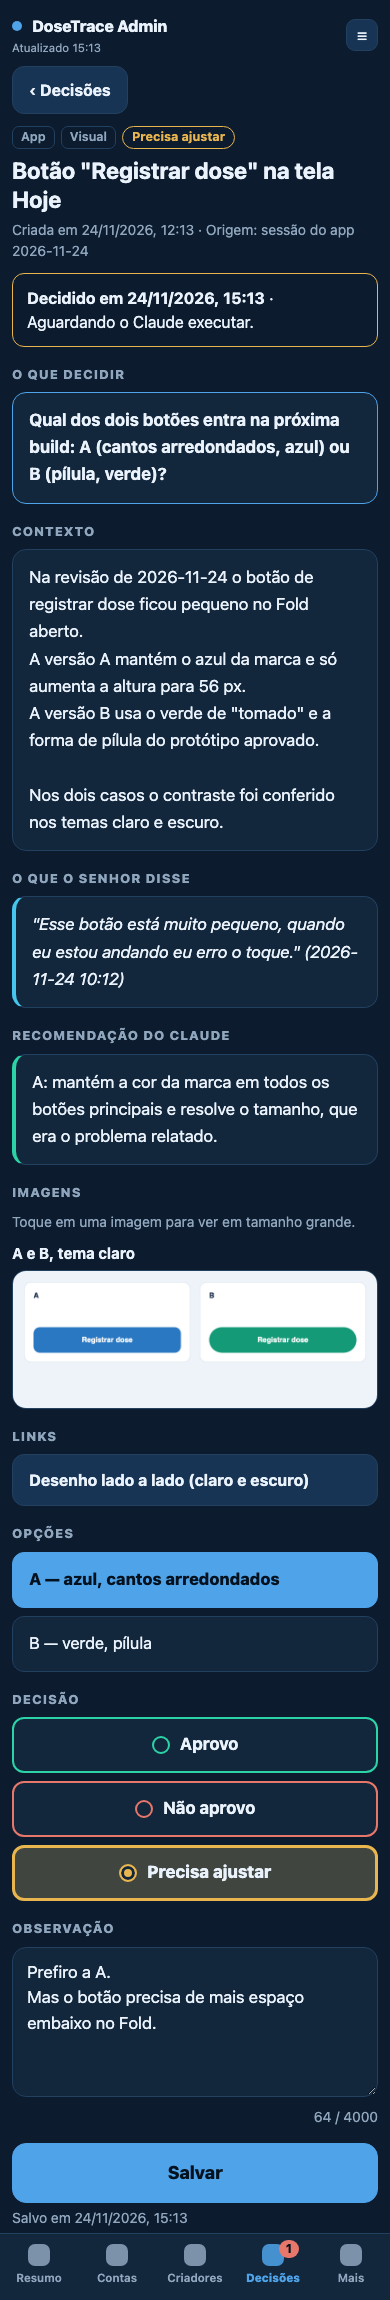 DoseTrace Admin
Atualizado 15:13
≡
‹ Decisões
App Visual Precisa ajustar
Botão "Registrar dose" na tela
Hoje
Criada em 24/11/2026, 12:13 · Origem: sessão do app
2026-11-24
Decidido em 24/11/2026, 15:13 ·
Aguardando o Claude executar.
O QUE DECIDIR
Qual dos dois botões entra na próxima
build: A (cantos arredondados, azul) ou
B (pílula, verde)?
CONTEXTO
Na revisão de 2026-11-24 o botão de
registrar dose ficou pequeno no Fold
aberto.
A versão A mantém o azul da marca e só
aumenta a altura para 56 px.
A versão B usa o verde de "tomado" e a
forma de pílula do protótipo aprovado.
Nos dois casos o contraste foi conferido
nos temas claro e escuro.
O QUE O SENHOR DISSE
"Esse botão está muito pequeno, quando
eu estou andando eu erro o toque." (2026-
11-24 10:12)
RECOMENDAÇÃO DO CLAUDE
A: mantém a cor da marca em todos os
botões principais e resolve o tamanho, que
era o problema relatado.
IMAGENS
Toque em uma imagem para ver em tamanho grande.
A e B, tema claro
A B
Registrar dose Registrar dose
LINKS
Desenho lado a lado (claro e escuro)
OPÇÕES
A — azul, cantos arredondados
B — verde, pílula
DECISÃO
Aprovo
Não aprovo
Precisa ajustar
OBSERVAÇÃO
Prefiro a A.
Mas o botão precisa de mais espaço
embaixo no Fold.
64 / 4000
Salvar
Salvo em 24/11/2026, 15:13
1
Resumo Contas Criadores Decisões Mais